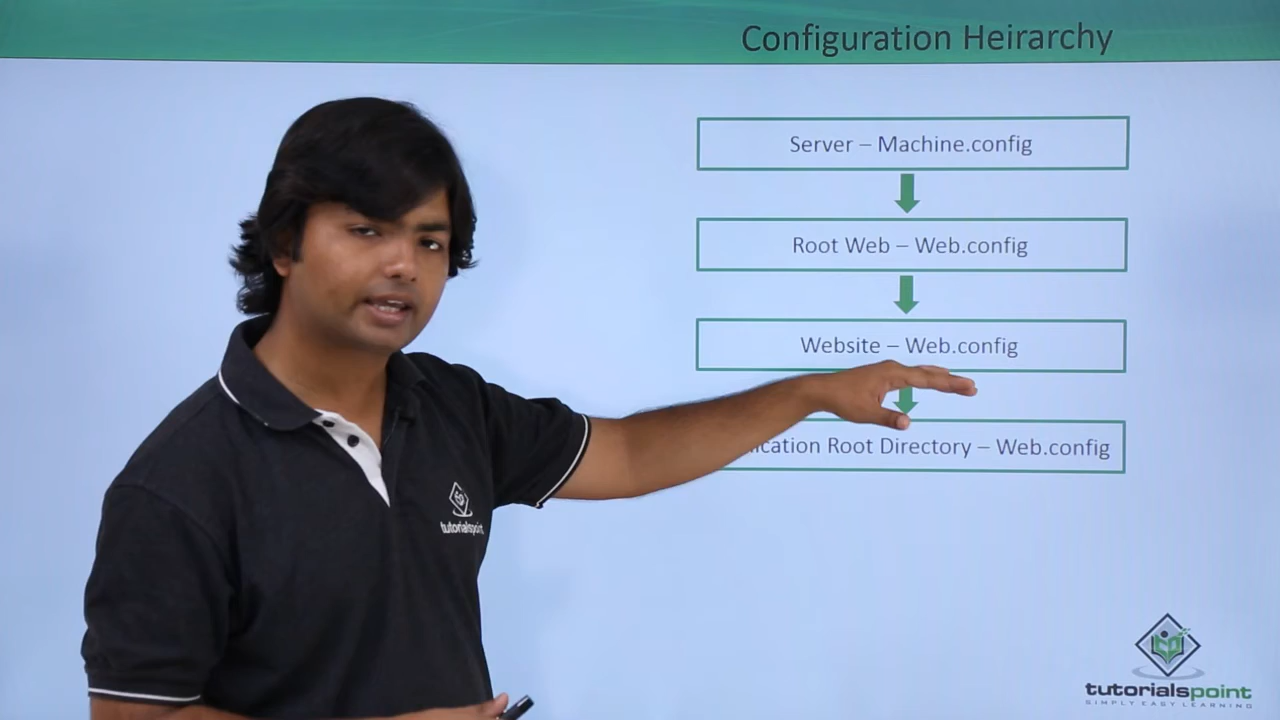 Configuration Heirarchy
Server – Machine.config
Root Web – Web.config
Website – Web.config
Root Directory – Web.config
tutorialspoint
tutorialspoint
SIMPLY EASY LEARNING